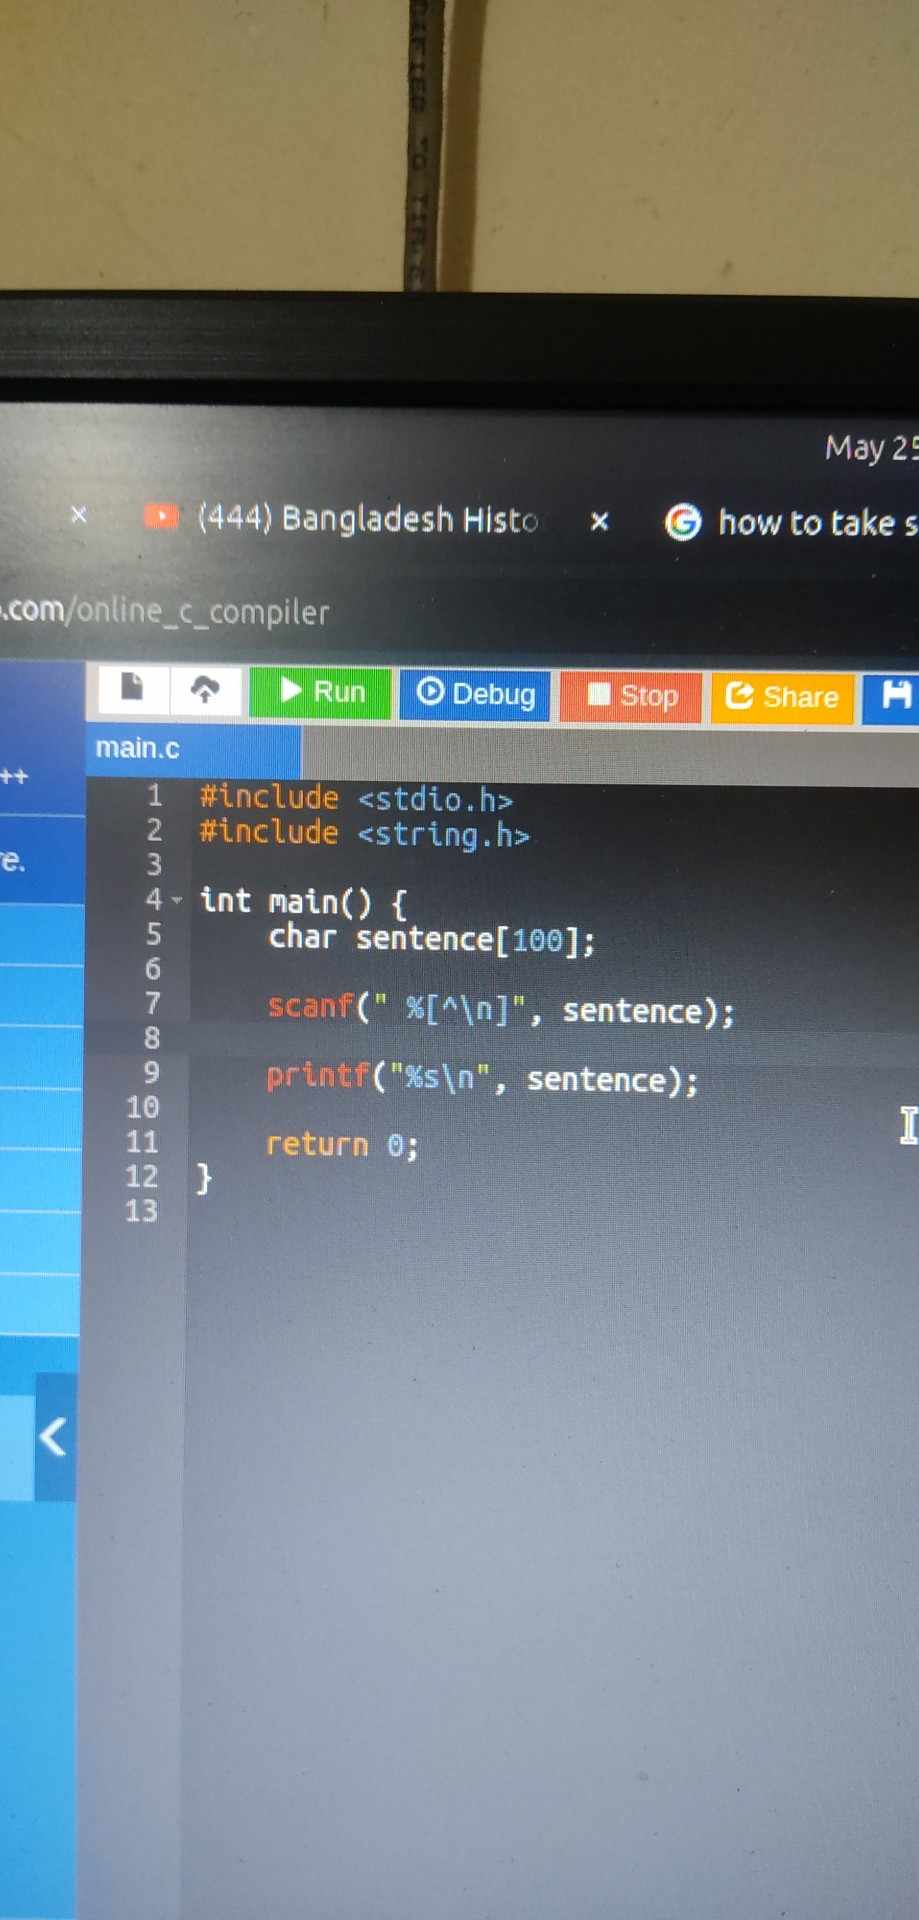 May 25
(444) Bangladesh Histo
how to take s
.com/online_c_compiler
Run
Debug
Stop
Share
main.c
++
e.
1 #include <stdio.h>
2 #include <string.h>
3
4 int main() {
5     char sentence[100];
6
7     scanf(" %[^\n]", sentence);
8
9     printf("%s\n", sentence);
10
11     return 0;
12 }
13